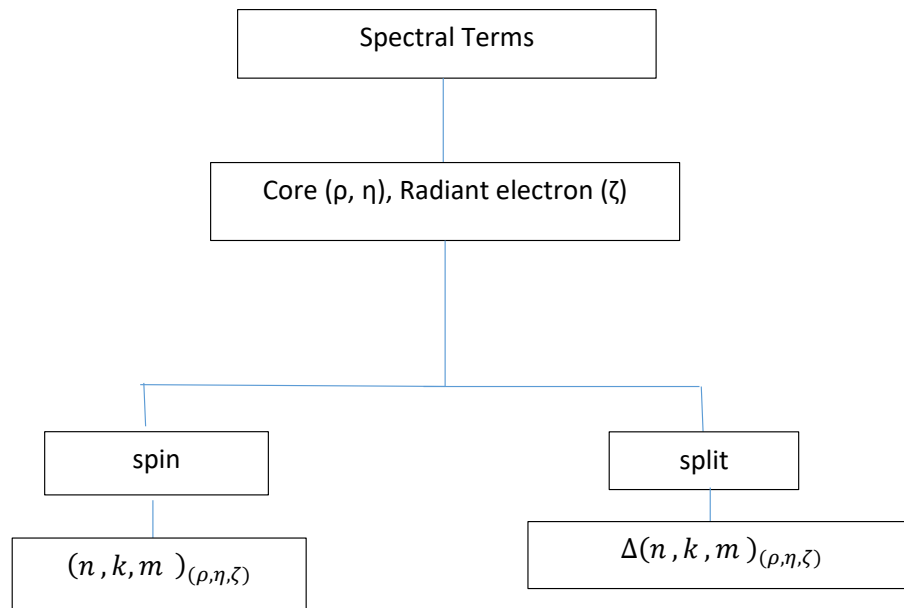 Spectral Terms
Core (ρ, η), Radiant electron (ζ)
spin
split
(n , k, m )(ρ,η,ζ)
Δ(n , k , m )(ρ,η,ζ)